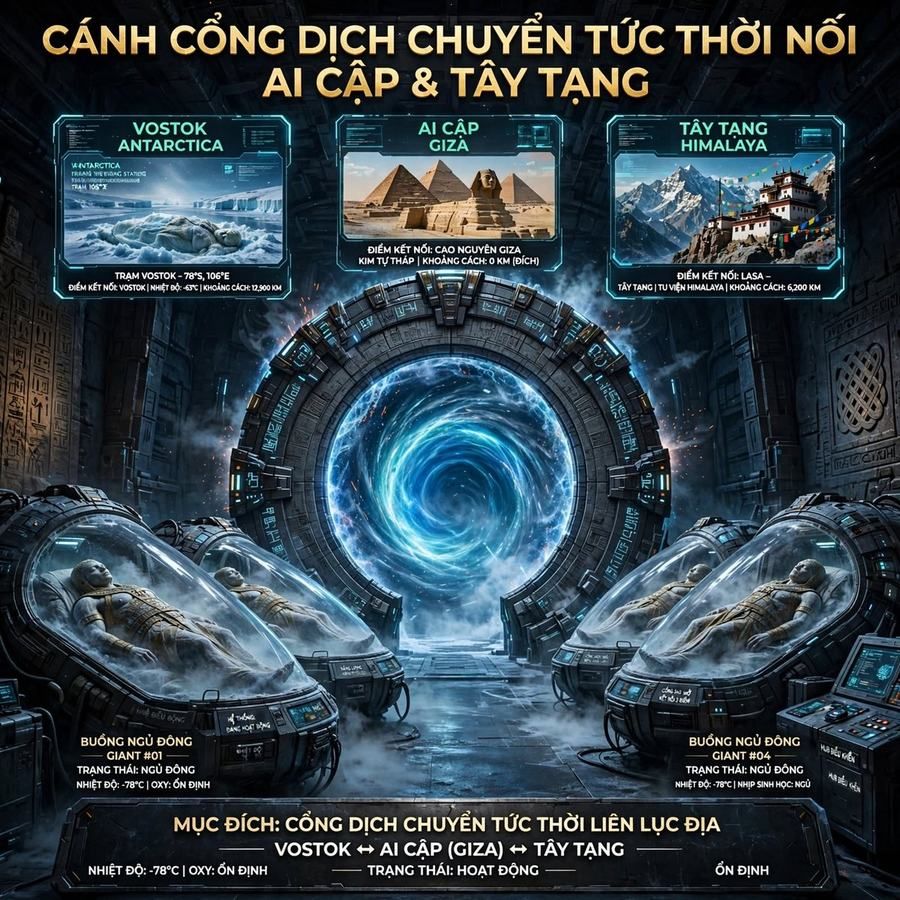 CÁNH CỔNG DỊCH CHUYỂN TỨC THỜI NỐI
AI CẬP & TÂY TẠNG
VOSTOK
ANTARCTICA
TRẠM VOSTOK – 78°S, 106°E
ĐIỂM KẾT NỐI: VOSTOK | NHIỆT ĐỘ: -63°C | KHOẢNG CÁCH: 12,900 KM
AI CẬP
GIZA
ĐIỂM KẾT NỐI: CAO NGUYÊN GIZA
KIM TỰ THÁP | KHOẢNG CÁCH: 0 KM (ĐÍCH)
TÂY TẠNG
HIMALAYA
ĐIỂM KẾT NỐI: LASA –
TÂY TẠNG | TU VIỆN HIMALAYA | KHOẢNG CÁCH: 6,200 KM
HỆ THỐNG
ĐANG HOẠT ĐỘNG
BUỒNG NGỦ ĐÔNG
GIANT #01
TRẠNG THÁI: NGỦ ĐÔNG
NHIỆT ĐỘ: -78°C | OXY: ỔN ĐỊNH
BUỒNG NGỦ ĐÔNG
GIANT #04
TRẠNG THÁI: NGỦ ĐÔNG
NHIỆT ĐỘ: -78°C | NHỊP SINH HỌC: NGỦ
MỤC ĐÍCH: CỔNG DỊCH CHUYỂN TỨC THỜI LIÊN LỤC ĐỊA
VOSTOK ↔ AI CẬP (GIZA) ↔ TÂY TẠNG
NHIỆT ĐỘ: -78°C | OXY: ỔN ĐỊNH
TRẠNG THÁI: HOẠT ĐỘNG
ỔN ĐỊNH